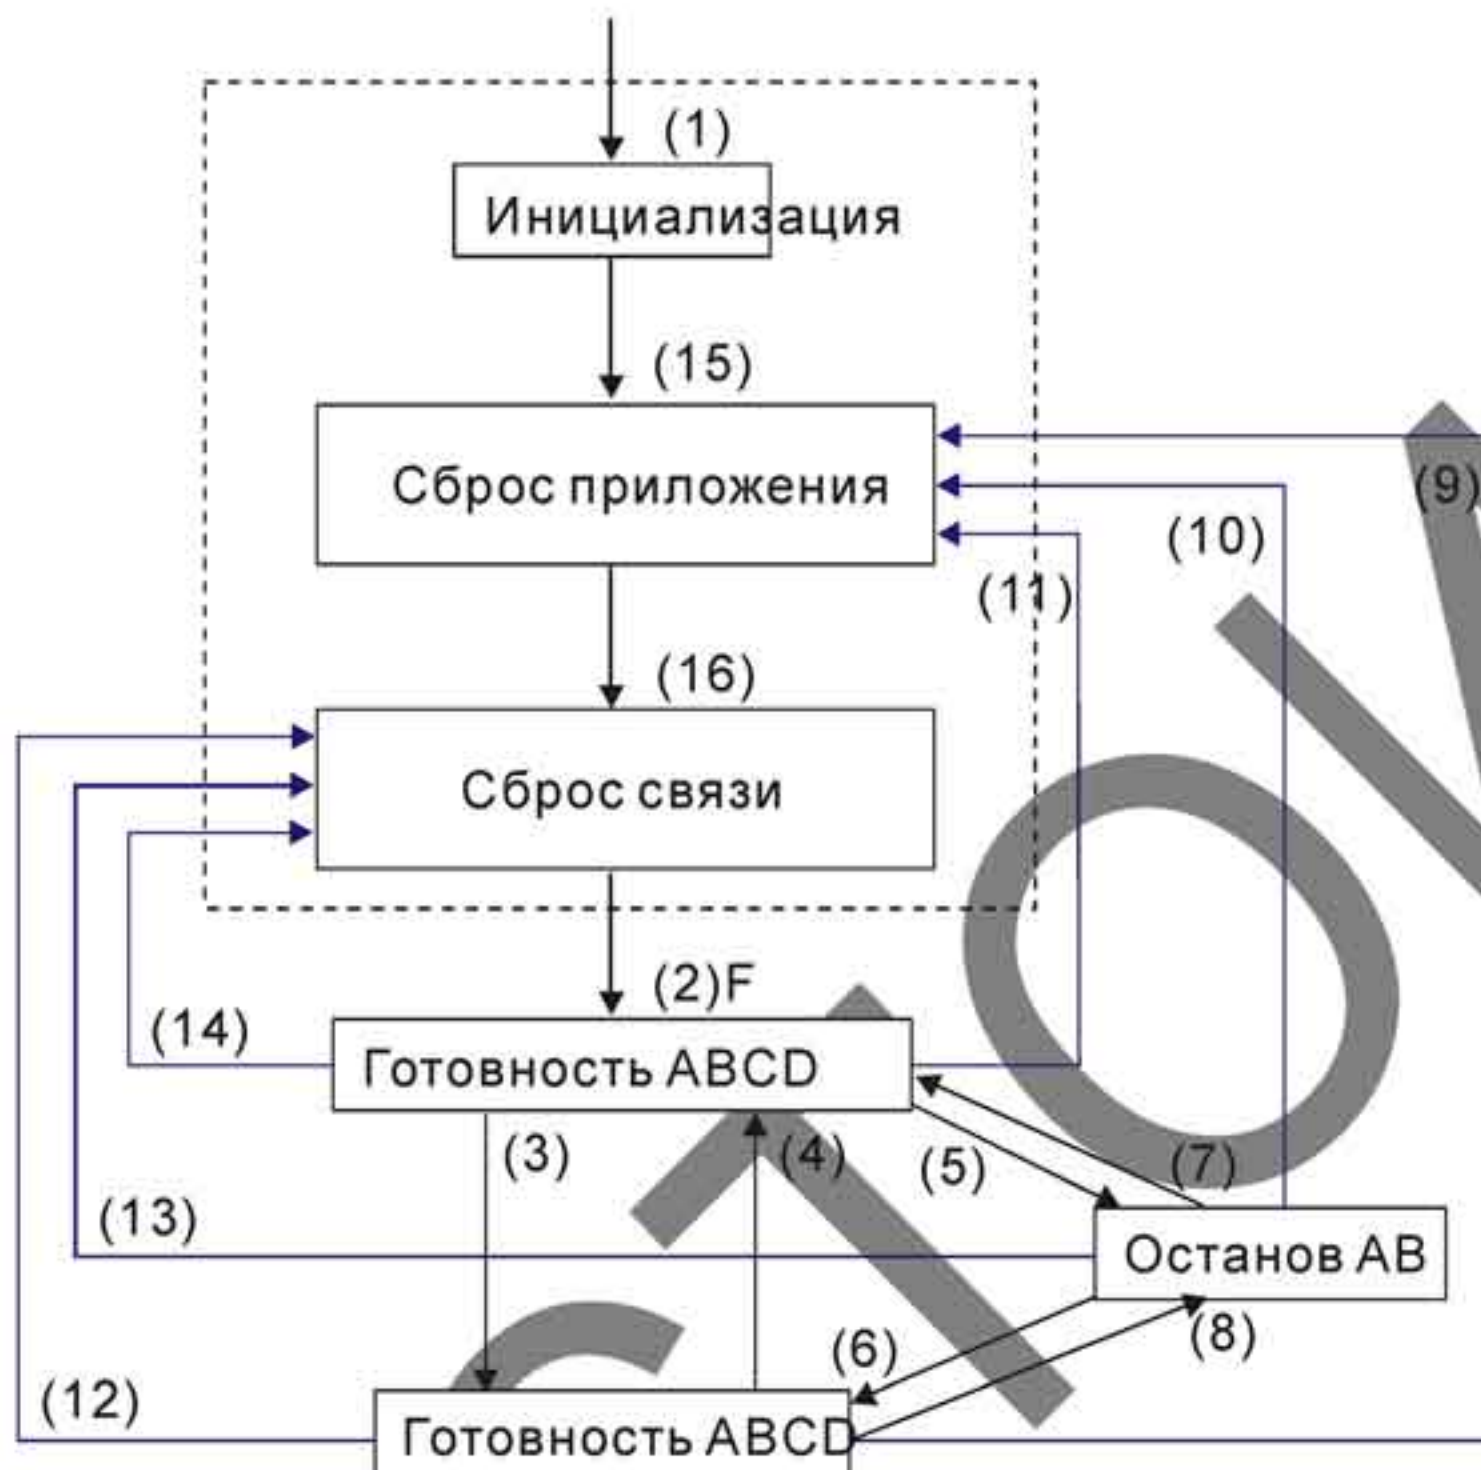 (1)
Инициализация
(15)
Сброс приложения
(9)
(10)
(11)
(16)
Сброс связи
(2)F
(14)
Готовность ABCD
(3)
(4)
(5)
(7)
(13)
Останов AB
(6)
(8)
(12)
Готовность ABCD